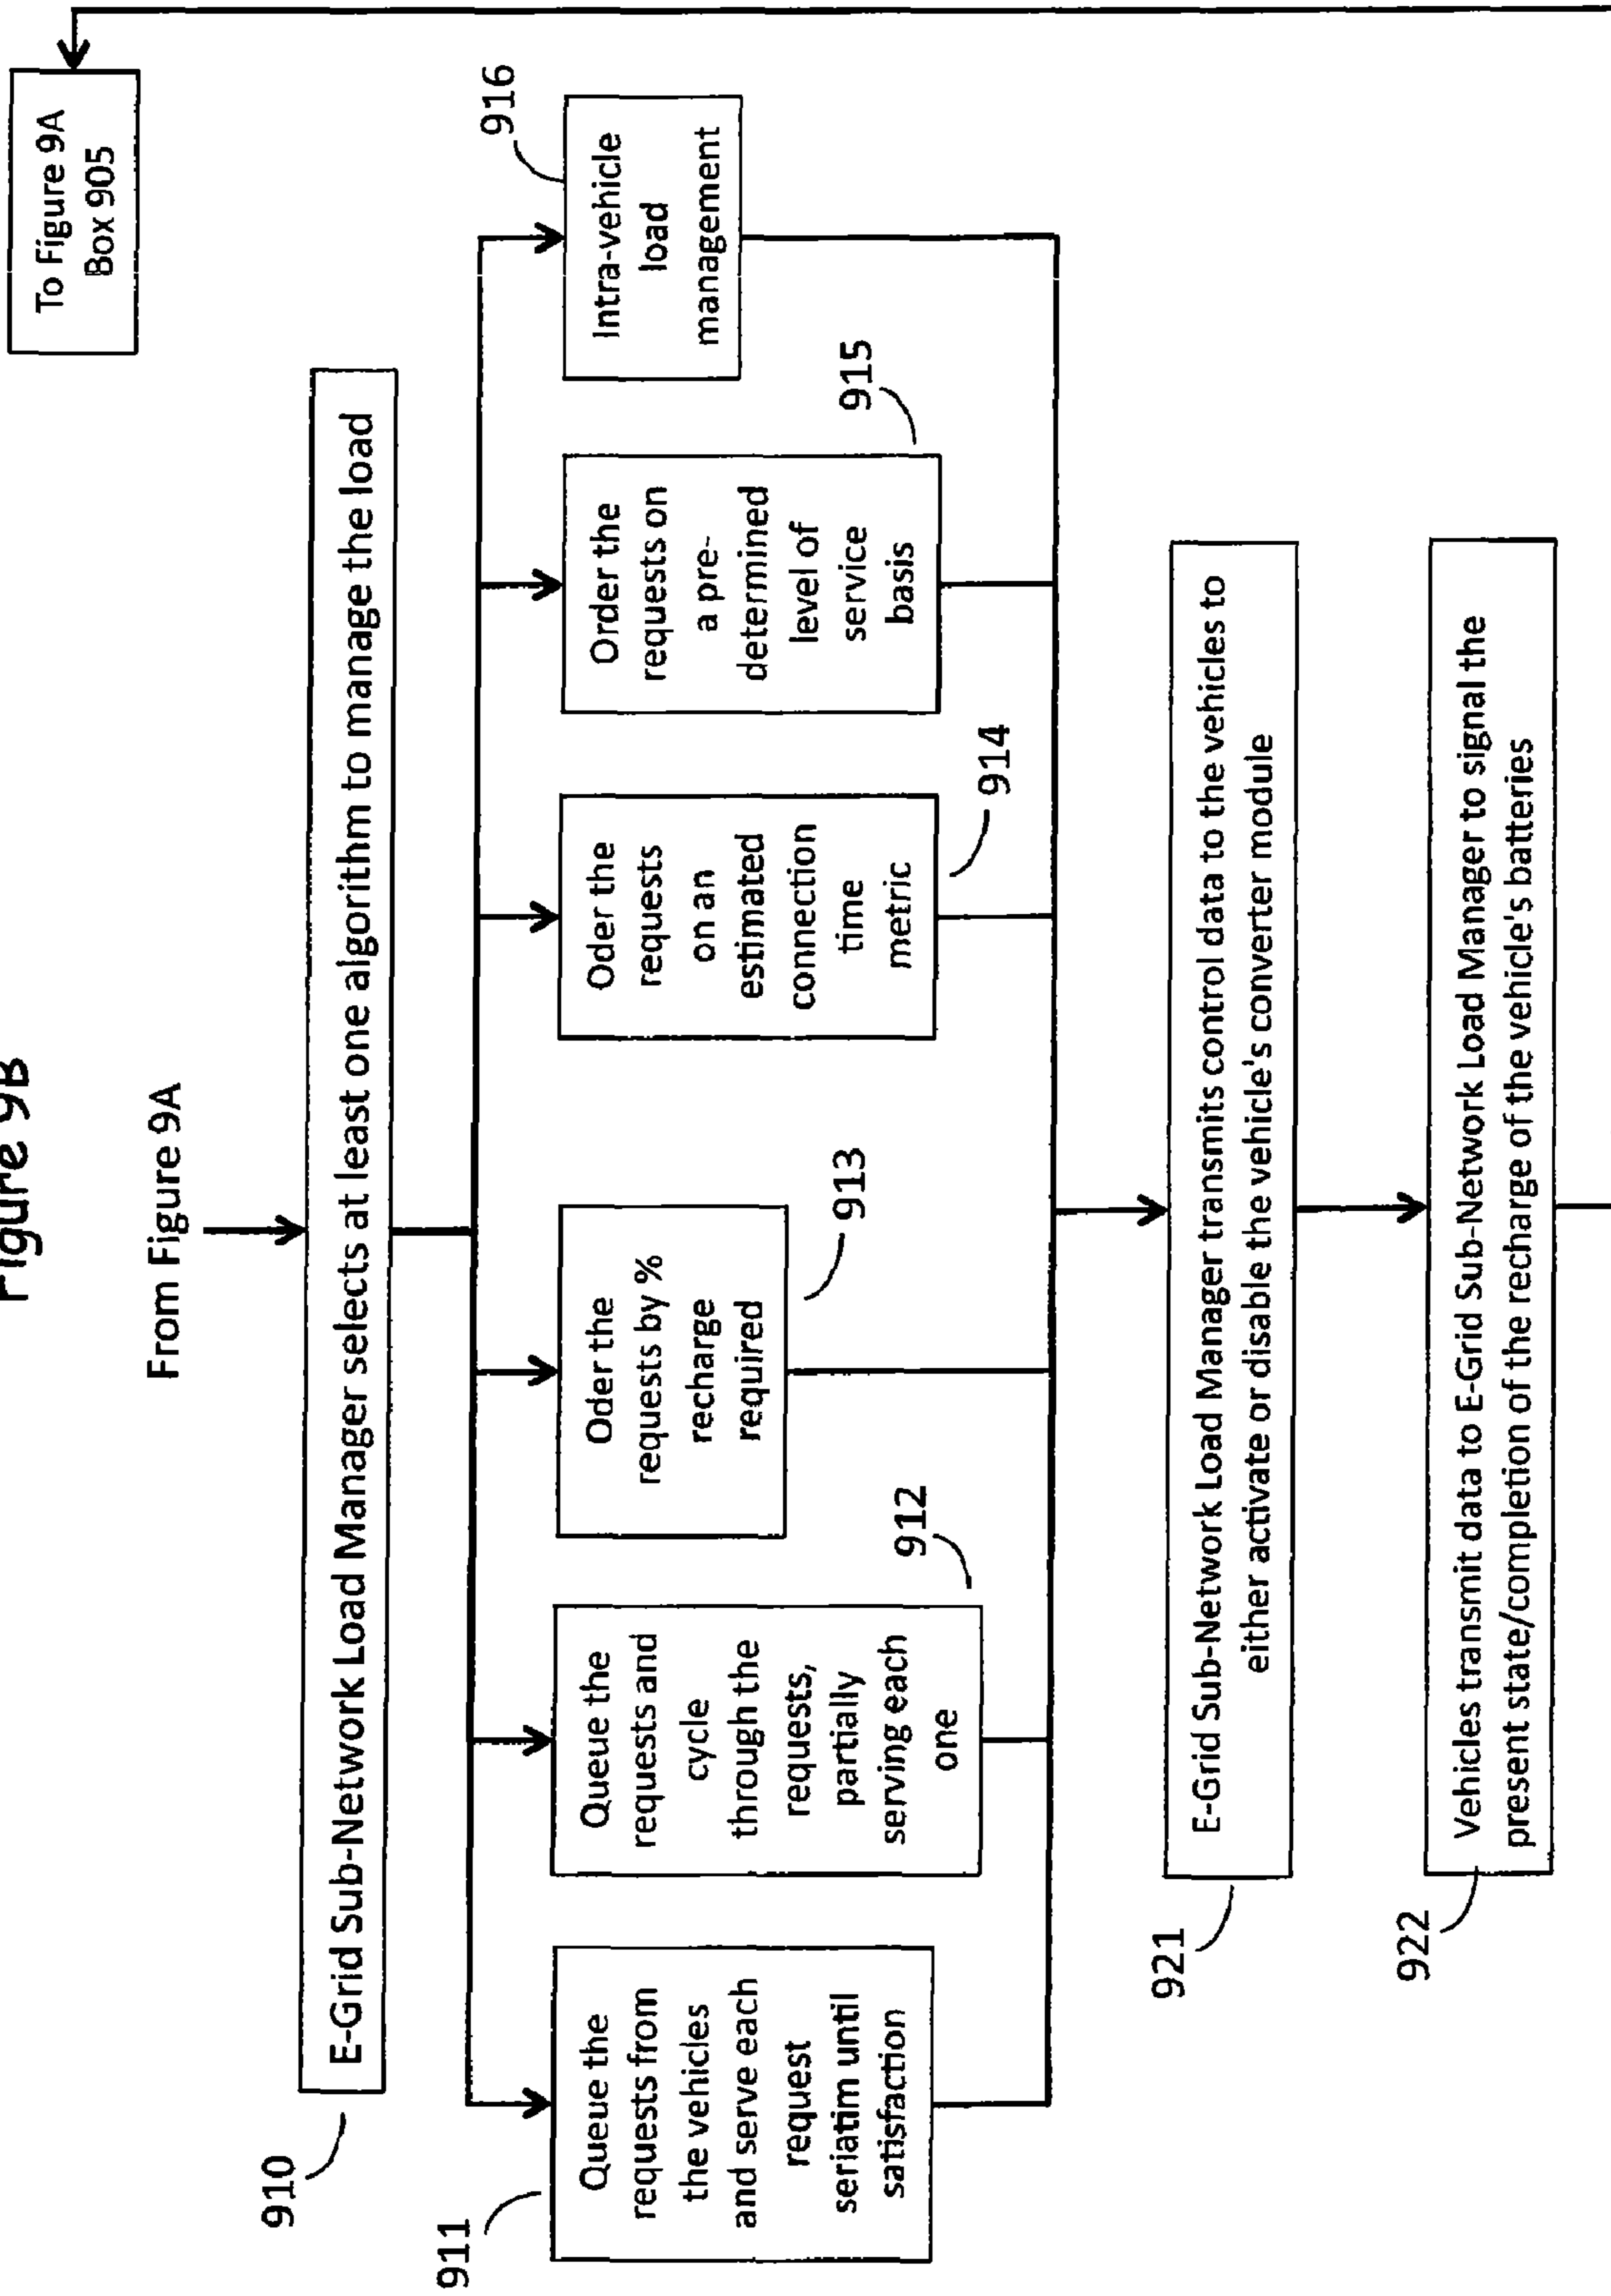 Figure 9B
From Figure 9A
To Figure 9A
Box 905
910
E-Grid Sub-Network Load Manager selects at least one algorithm to manage the load
911
Queue the
requests from
the vehicles
and serve each
request
seriatim until
satisfaction
912
Queue the
requests and
cycle
through the
requests,
partially
serving each
one
913
Oder the
requests by %
recharge
required
914
Oder the
requests
on an
estimated
connection
time
metric
915
Order the
requests on
a pre-
determined
level of
service
basis
916
Intra-vehicle
load
management
921
E-Grid Sub-Network Load Manager transmits control data to the vehicles to
either activate or disable the vehicle's converter module
922
Vehicles transmit data to E-Grid Sub-Network Load Manager to signal the
present state/completion of the recharge of the vehicle's batteries